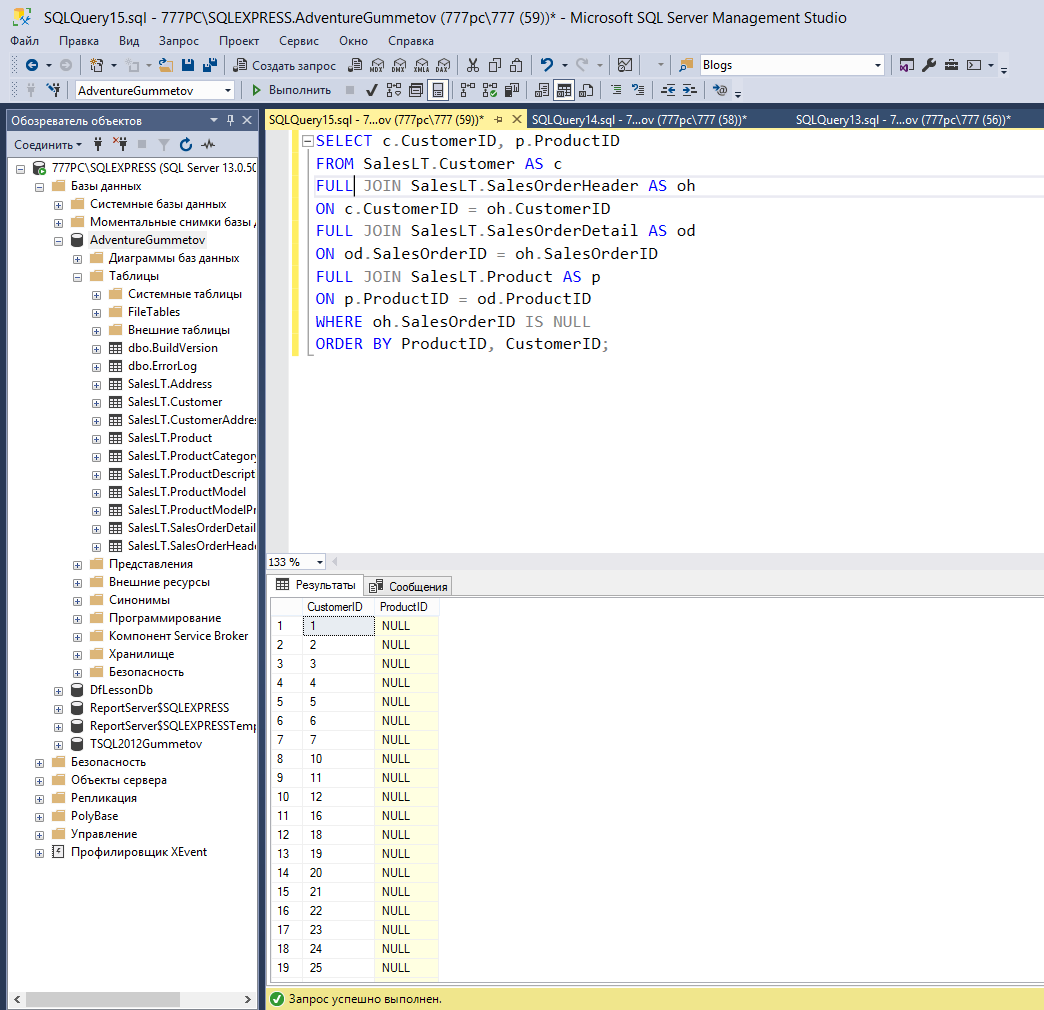 SQLQuery15.sql - 777PC\SQLEXPRESS.AdventureGummetov (777pc\777 (59))* - Microsoft SQL Server Management Studio
Файл Правка Вид Запрос Проект Сервис Окно Справка
Создать запрос MDX DMX XMLA DAX Blogs
AdventureGummetov Выполнить
Обозреватель объектов
Соединить
777PC\SQLEXPRESS (SQL Server 13.0.50
Базы данных
Системные базы данных
Моментальные снимки базы
AdventureGummetov
Диаграммы баз данных
Таблицы
Системные таблицы
FileTables
Внешние таблицы
dbo.BuildVersion
dbo.ErrorLog
SalesLT.Address
SalesLT.Customer
SalesLT.CustomerAddre
SalesLT.Product
SalesLT.ProductCategory
SalesLT.ProductDescript
SalesLT.ProductModel
SalesLT.ProductModelPr
SalesLT.SalesOrderDetail
SalesLT.SalesOrderHead
Представления
Внешние ресурсы
Синонимы
Программирование
Компонент Service Broker
Хранилище
Безопасность
DfLessonDb
ReportServer$SQLEXPRESS
ReportServer$SQLEXPRESSTemp
TSQL2012Gummetov
Безопасность
Объекты сервера
Репликация
PolyBase
Управление
Профилировщик XEvent
SQLQuery15.sql - 7...ov (777pc\777 (59))* SQLQuery14.sql - 7...ov (777pc\777 (58))* SQLQuery13.sql - 7...ov (777pc\777 (56))*
SELECT c.CustomerID, p.ProductID
FROM SalesLT.Customer AS c
FULL JOIN SalesLT.SalesOrderHeader AS oh
ON c.CustomerID = oh.CustomerID
FULL JOIN SalesLT.SalesOrderDetail AS od
ON od.SalesOrderID = oh.SalesOrderID
FULL JOIN SalesLT.Product AS p
ON p.ProductID = od.ProductID
WHERE oh.SalesOrderID IS NULL
ORDER BY ProductID, CustomerID;
133 %
Результаты Сообщения
CustomerID ProductID
1 1 NULL
2 2 NULL
3 3 NULL
4 4 NULL
5 5 NULL
6 6 NULL
7 7 NULL
8 10 NULL
9 11 NULL
10 12 NULL
11 16 NULL
12 18 NULL
13 19 NULL
14 20 NULL
15 21 NULL
16 22 NULL
17 23 NULL
18 24 NULL
19 25 NULL
Запрос успешно выполнен.